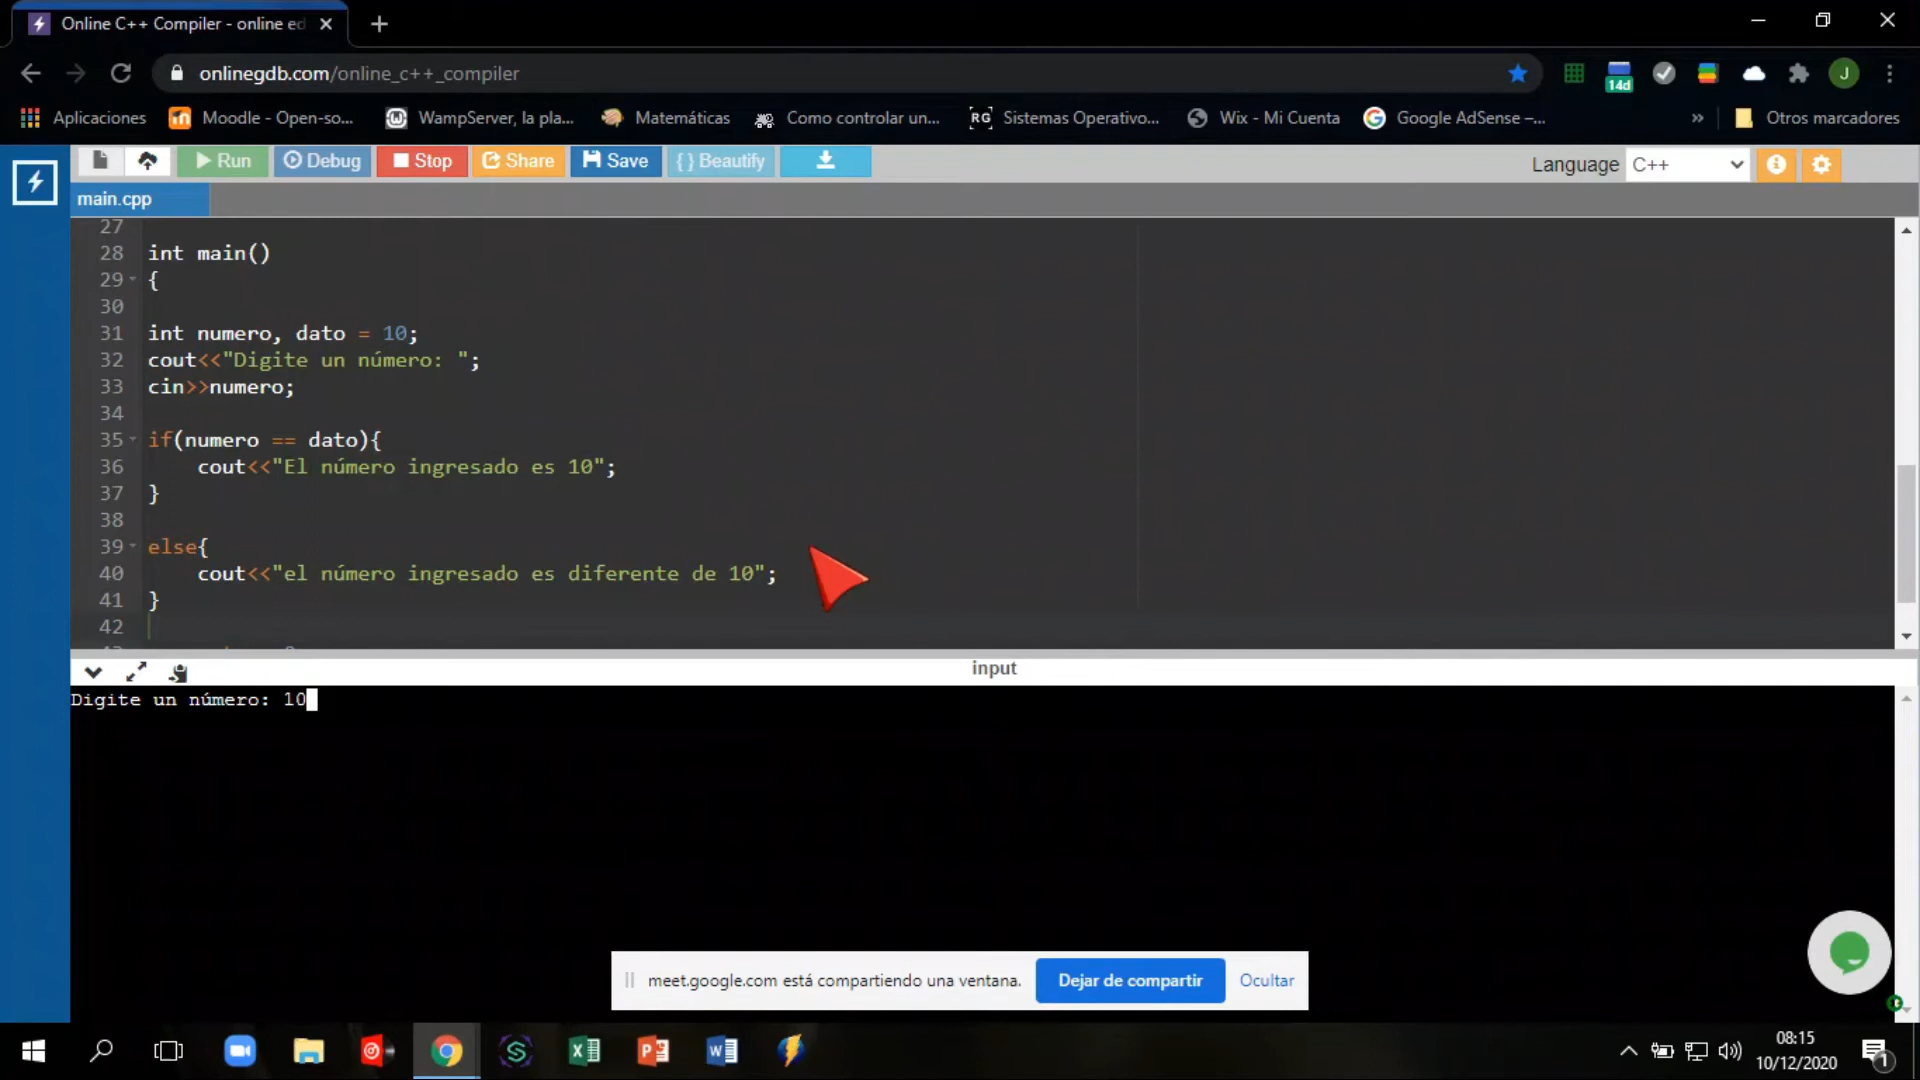 Online C++ Compiler - online ed
onlinegdb.com/online_c++_compiler
14d
J
Aplicaciones
Moodle - Open-so...
WampServer, la pla...
Matemáticas
Como controlar un...
RG
Sistemas Operativo...
Wix - Mi Cuenta
Google AdSense –...
»
Otros marcadores
Run
Debug
Stop
Share
Save
{} Beautify
Language
C++
main.cpp
27
28 int main()
29 {
30
31 int numero, dato = 10;
32 cout<<"Digite un número: ";
33 cin>>numero;
34
35 if(numero == dato){
36 cout<<"El número ingresado es 10";
37 }
38
39 else{
40 cout<<"el número ingresado es diferente de 10";
41 }
42
input
Digite un número: 10
meet.google.com está compartiendo una ventana.
Dejar de compartir
Ocultar
08:15
10/12/2020
1